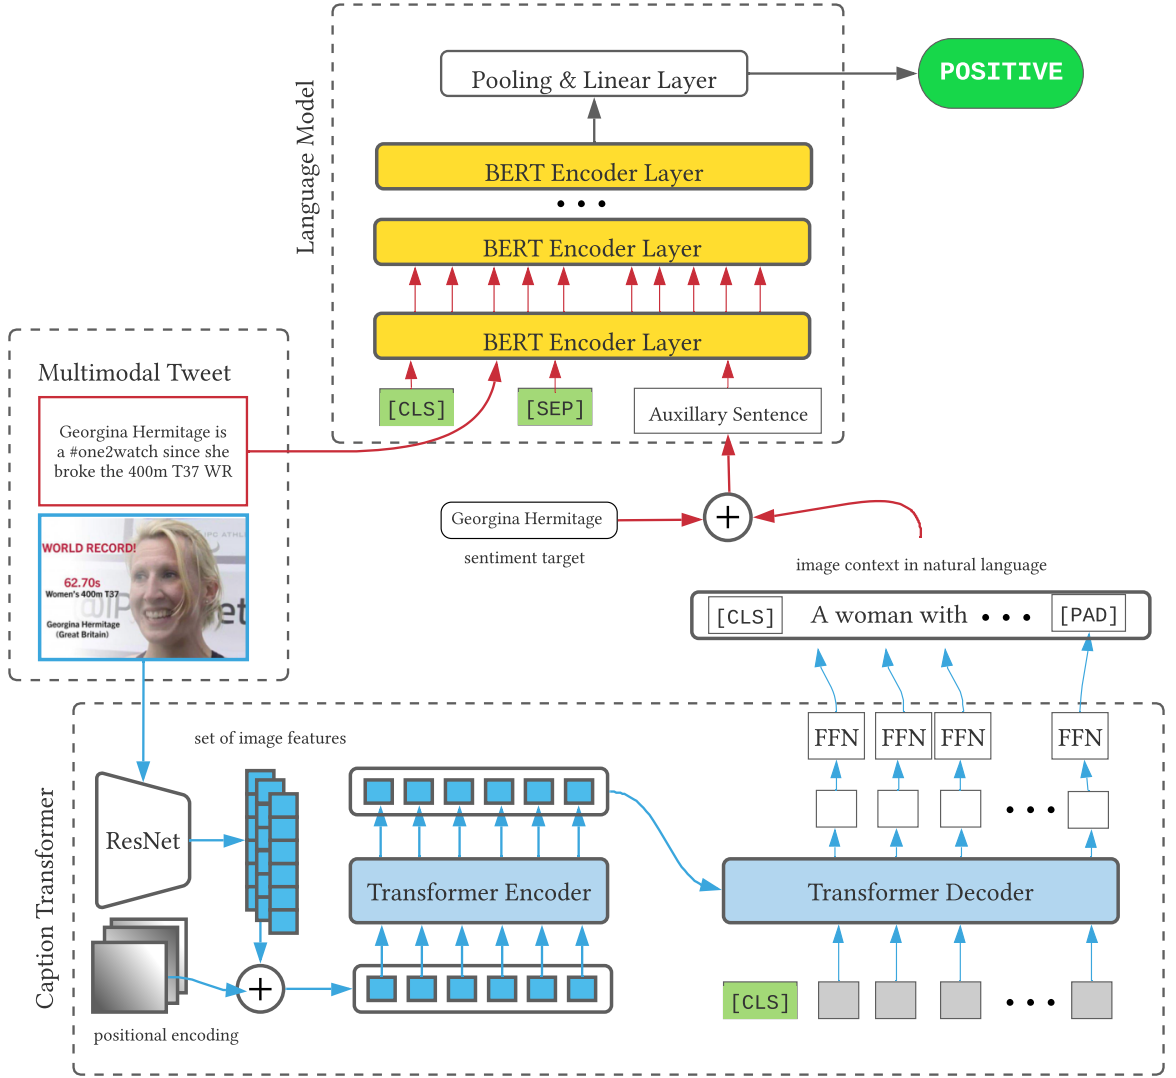 Language Model
Pooling & Linear Layer
POSITIVE
BERT Encoder Layer
• • •
BERT Encoder Layer
BERT Encoder Layer
[CLS]
[SEP]
Auxillary Sentence
Multimodal Tweet
Georgina Hermitage is
a #one2watch since she
broke the 400m T37 WR
WORLD RECORD!
62.70s
Women's 400m T37
Georgina Hermitage
(Great Britain)
Georgina Hermitage
+
sentiment target
image context in natural language
[CLS] A woman with • • • [PAD]
Caption Transformer
set of image features
ResNet
positional encoding
+
Transformer Encoder
FFN FFN FFN FFN
• • •
Transformer Decoder
[CLS]
• • •